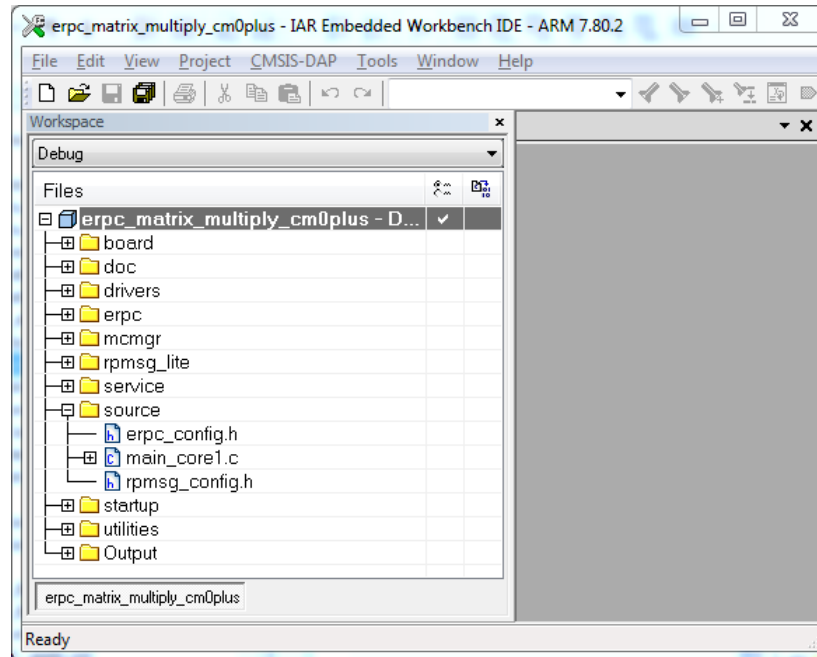 erpc_matrix_multiply_cm0plus - IAR Embedded Workbench IDE - ARM 7.80.2
File Edit View Project CMSIS-DAP Tools Window Help
Workspace
Debug
Files
erpc_matrix_multiply_cm0plus - D...
board
doc
drivers
erpc
mcmgr
rpmsg_lite
service
source
erpc_config.h
main_core1.c
rpmsg_config.h
startup
utilities
Output
erpc_matrix_multiply_cm0plus
Ready